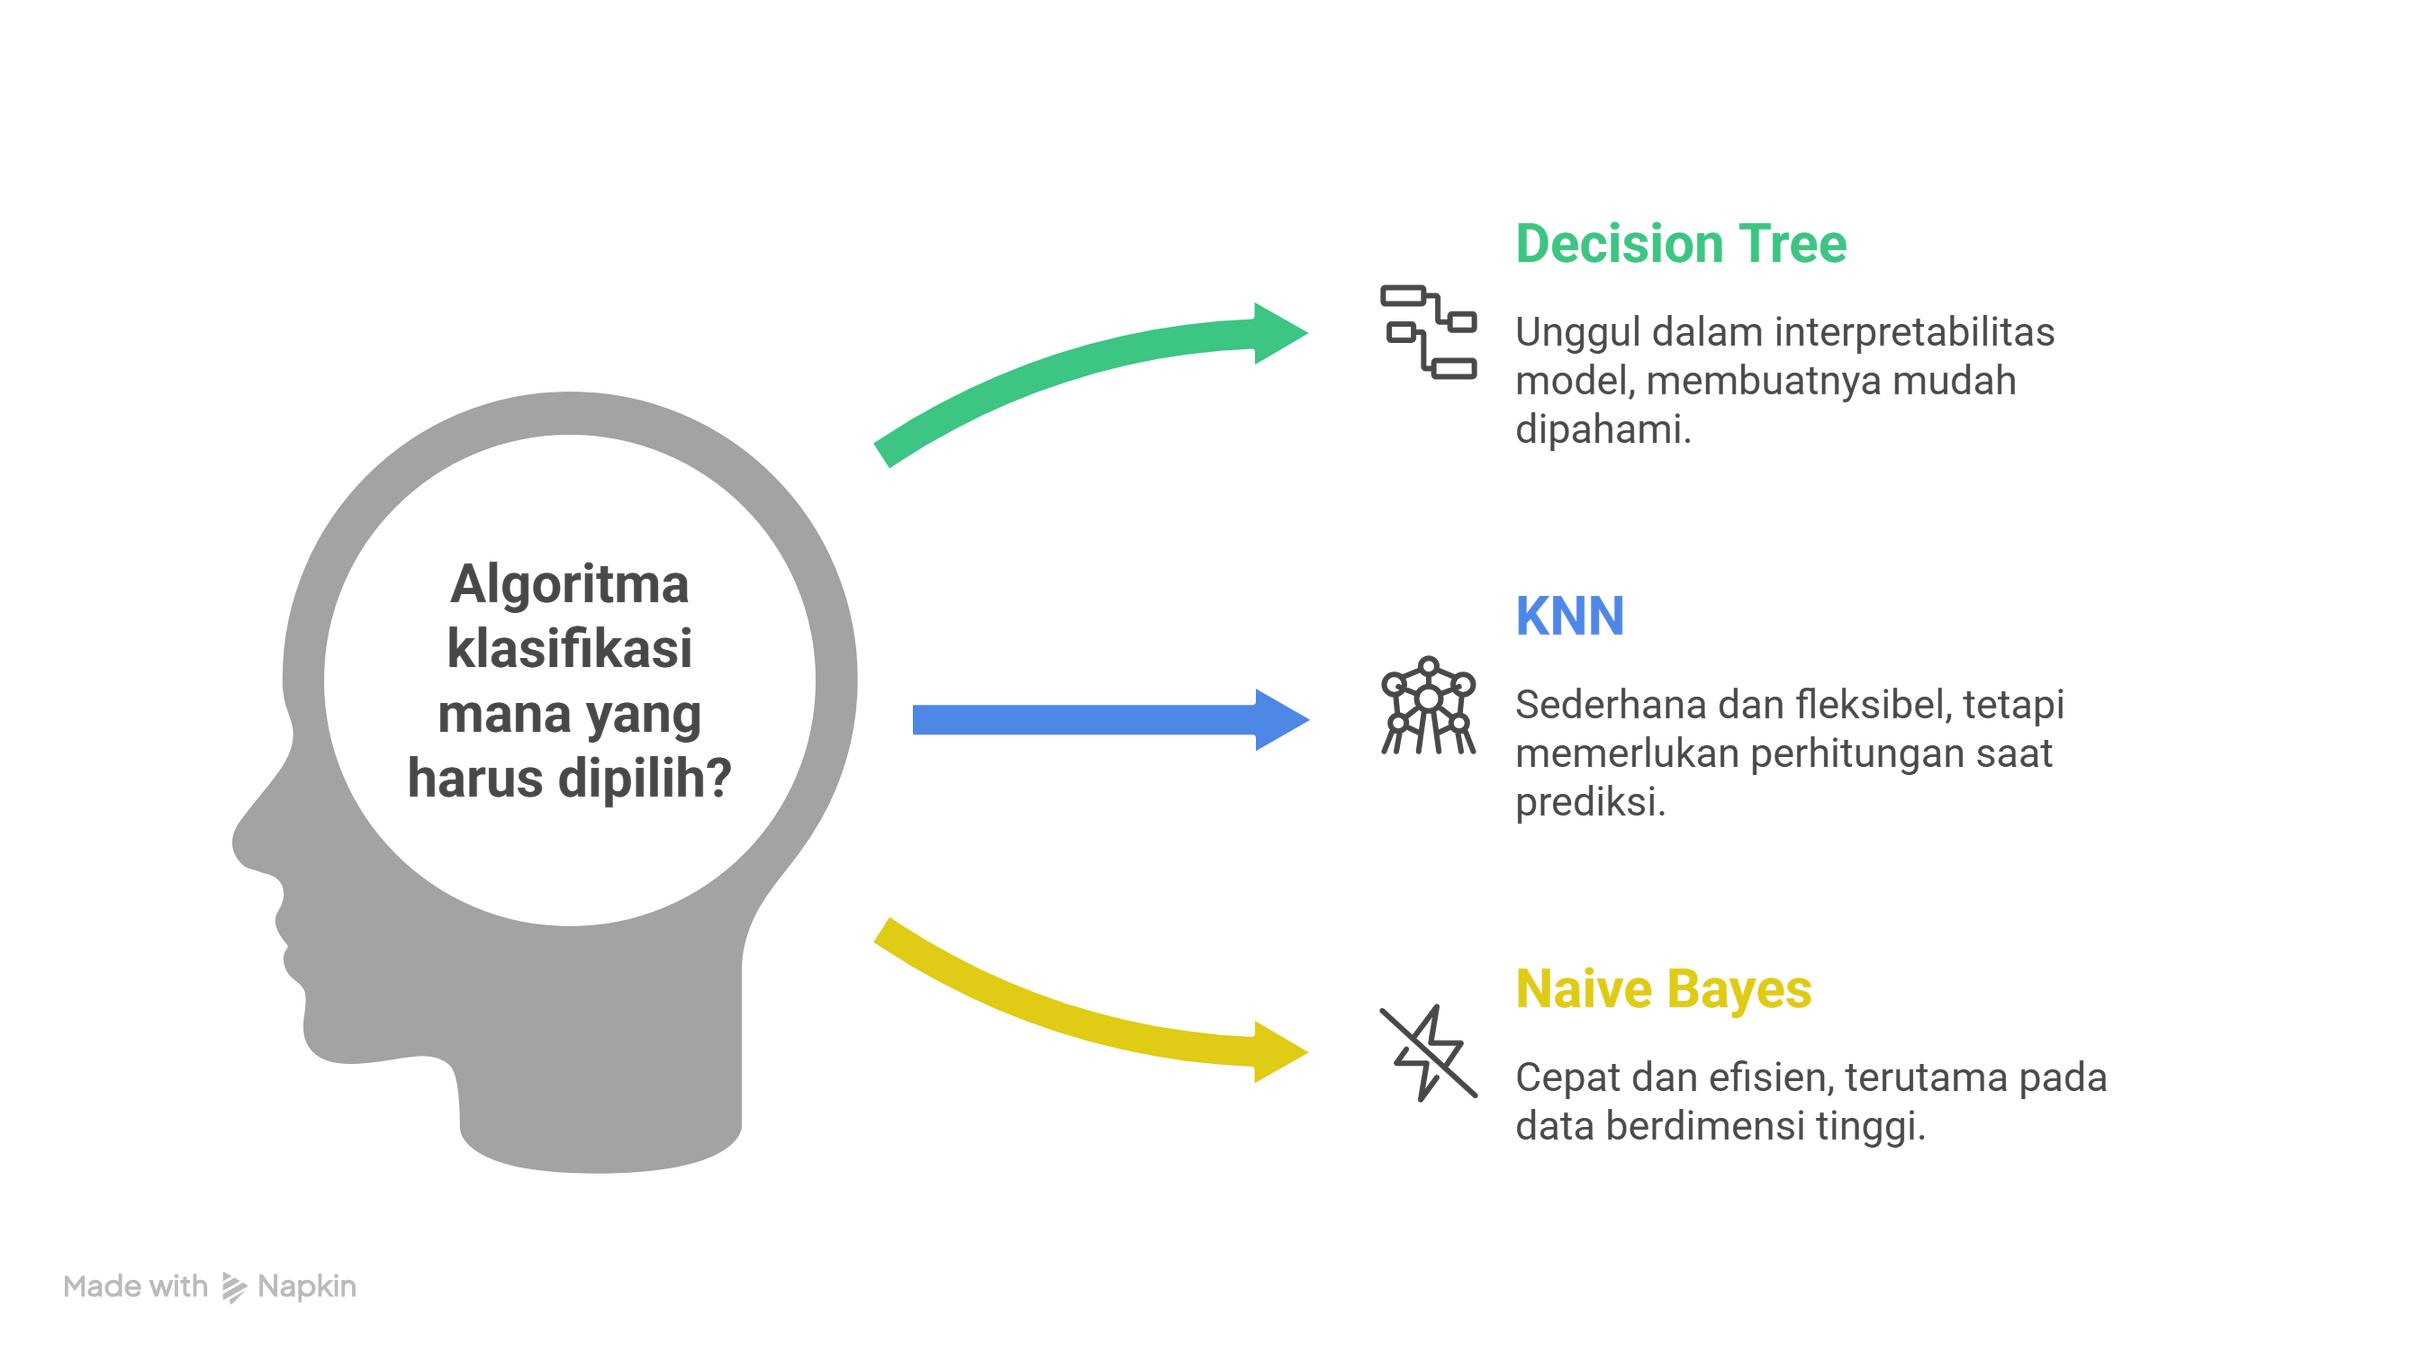 Algoritma
klasifikasi
mana yang
harus dipilih?
Decision Tree
Unggul dalam interpretabilitas
model, membuatnya mudah
dipahami.
KNN
Sederhana dan fleksibel, tetapi
memerlukan perhitungan saat
prediksi.
Naive Bayes
Cepat dan efisien, terutama pada
data berdimensi tinggi.
Made with Napkin